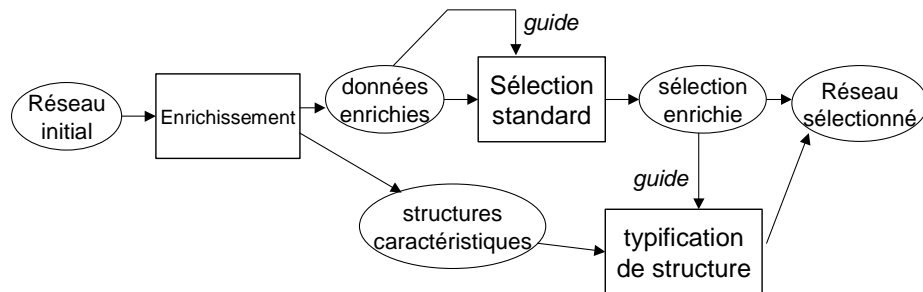 guide
Réseau
initial
Enrichissement
données
enrichies
Sélection
standard
sélection
enrichie
Réseau
sélectionné
guide
structures
caractéristiques
typification
de structure